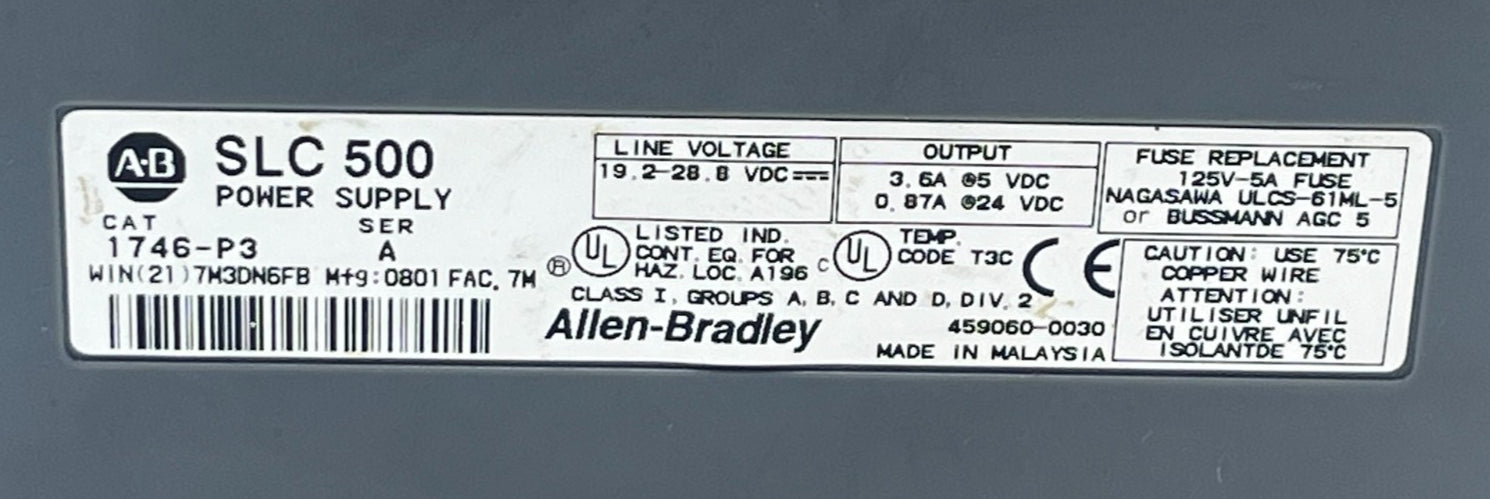 A-B
SLC 500
POWER SUPPLY
CAT SER
1746-P3 A
WIN(21)7M3DN6FB Mfg:0801 FAC. 7M
LINE VOLTAGE
19.2-28.8 VDC
OUTPUT
3.6A @5 VDC
0.87A @24 VDC
FUSE REPLACEMENT
125V-5A FUSE
NAGASAWA ULCS-61ML-5
or BUSSMANN AGC 5
® UL LISTED IND.
CONT. EQ. FOR
HAZ. LOC. A196
C UL TEMP.
CODE T3C
CE
CLASS I, GROUPS A, B, C AND D, DIV. 2
Allen-Bradley
459060-0030
MADE IN MALAYSIA
CAUTION: USE 75°C
COPPER WIRE
ATTENTION:
UTILISER UNFIL
EN CUIVRE AVEC
ISOLANTDE 75°C